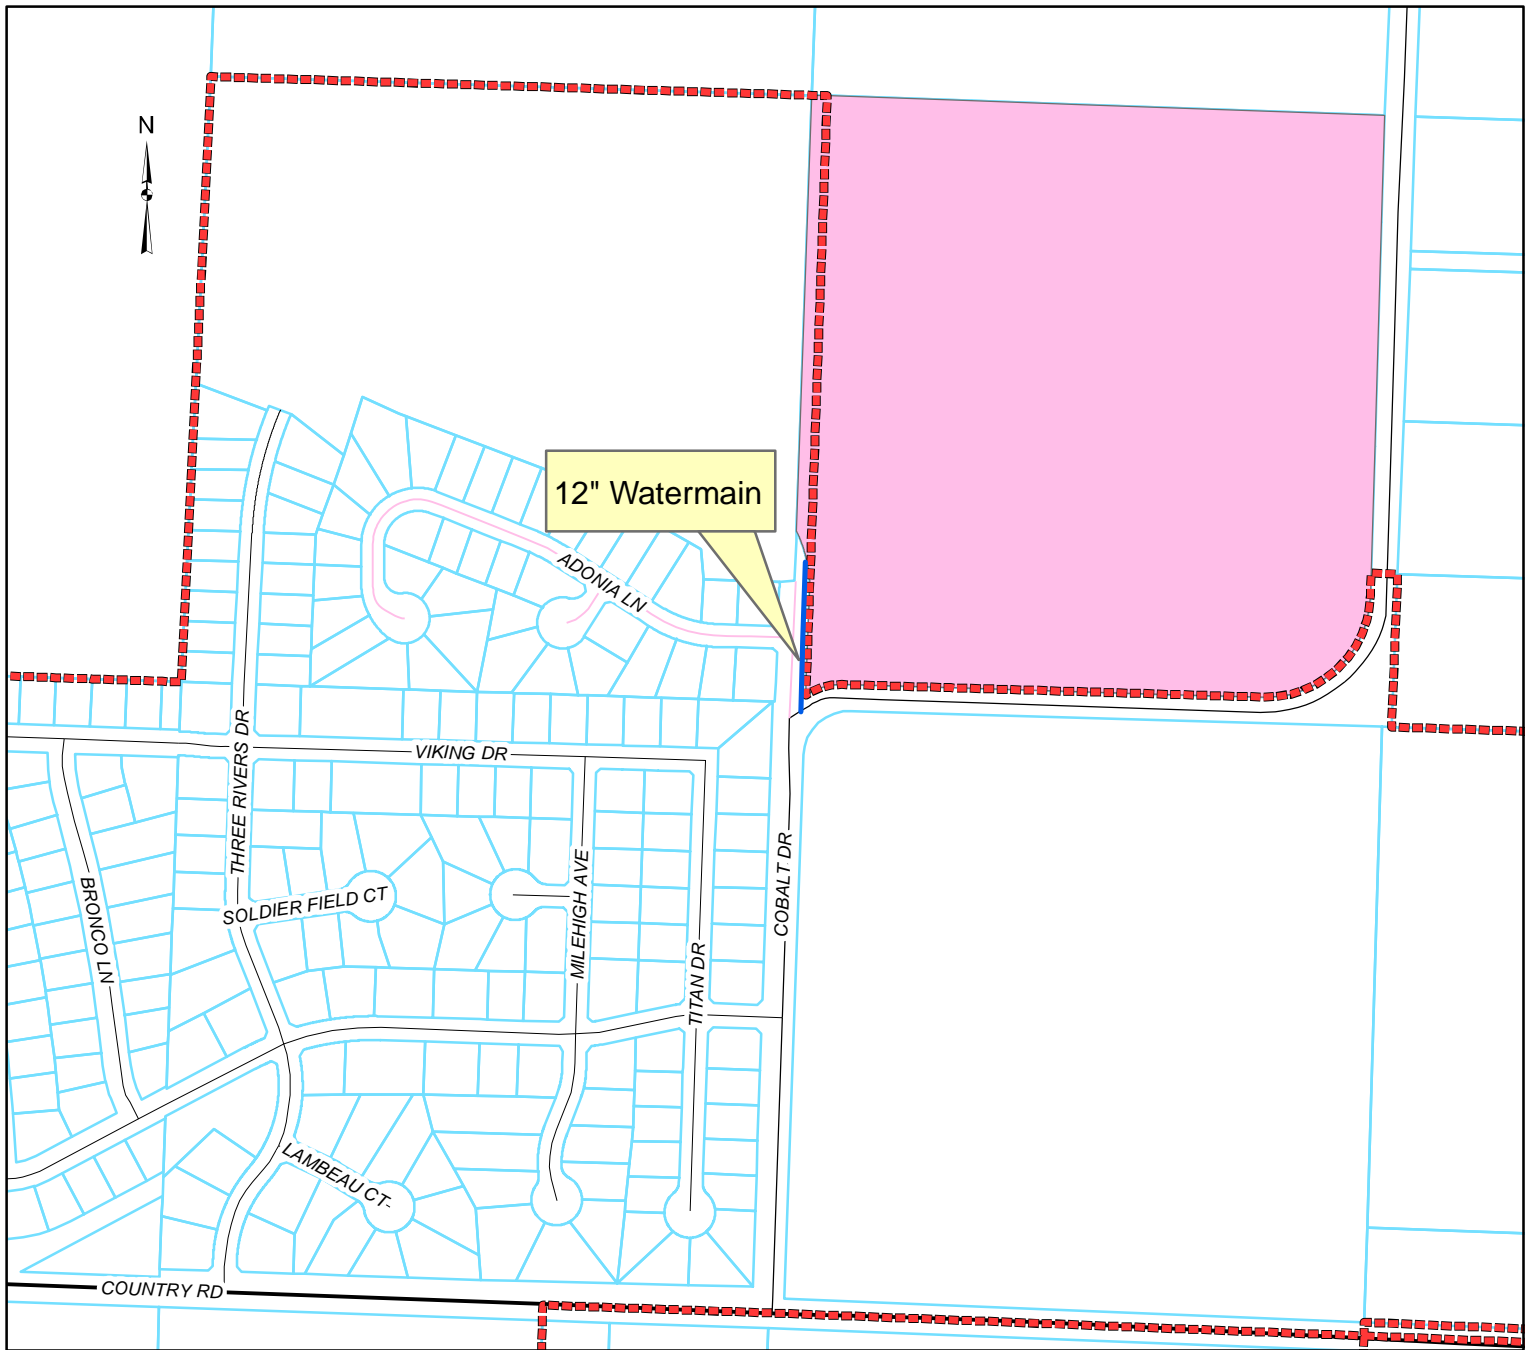 N
12" Watermain
ADONIA LN
THREE RIVERS DR
VIKING DR
COBALT DR
BRONCO LN
SOLDIER FIELD CT
MILEHIGH AVE
TITAN DR
LAMBEAU CT
COUNTRY RD